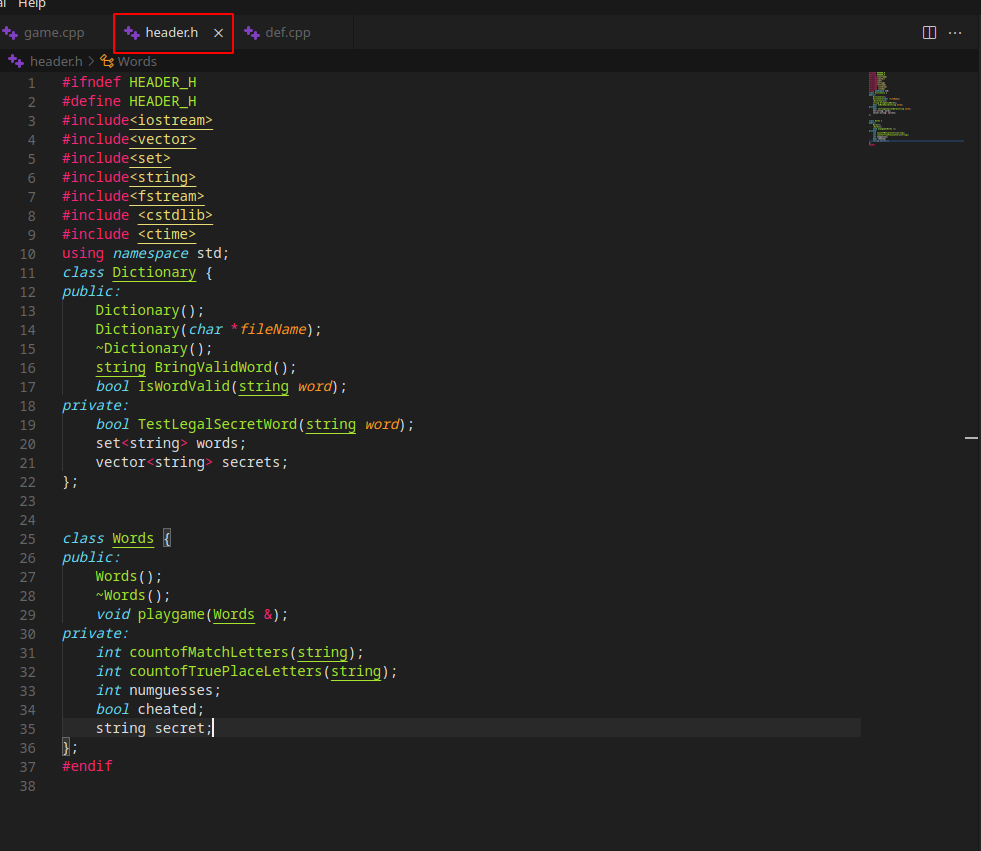 Help
game.cpp header.h × def.cpp ···
header.h > Words
1 #ifndef HEADER_H
2 #define HEADER_H
3 #include<iostream>
4 #include<vector>
5 #include<set>
6 #include<string>
7 #include<fstream>
8 #include <cstdlib>
9 #include <ctime>
10 using namespace std;
11 class Dictionary {
12 public:
13     Dictionary();
14     Dictionary(char *fileName);
15     ~Dictionary();
16     string BringValidWord();
17     bool IsWordValid(string word);
18 private:
19     bool TestLegalSecretWord(string word);
20     set<string> words;
21     vector<string> secrets;
22 };
23
24
25 class Words {
26 public:
27     Words();
28     ~Words();
29     void playgame(Words &);
30 private:
31     int countofMatchLetters(string);
32     int countofTruePlaceLetters(string);
33     int numguesses;
34     bool cheated;
35     string secret;
36 };
37 #endif
38